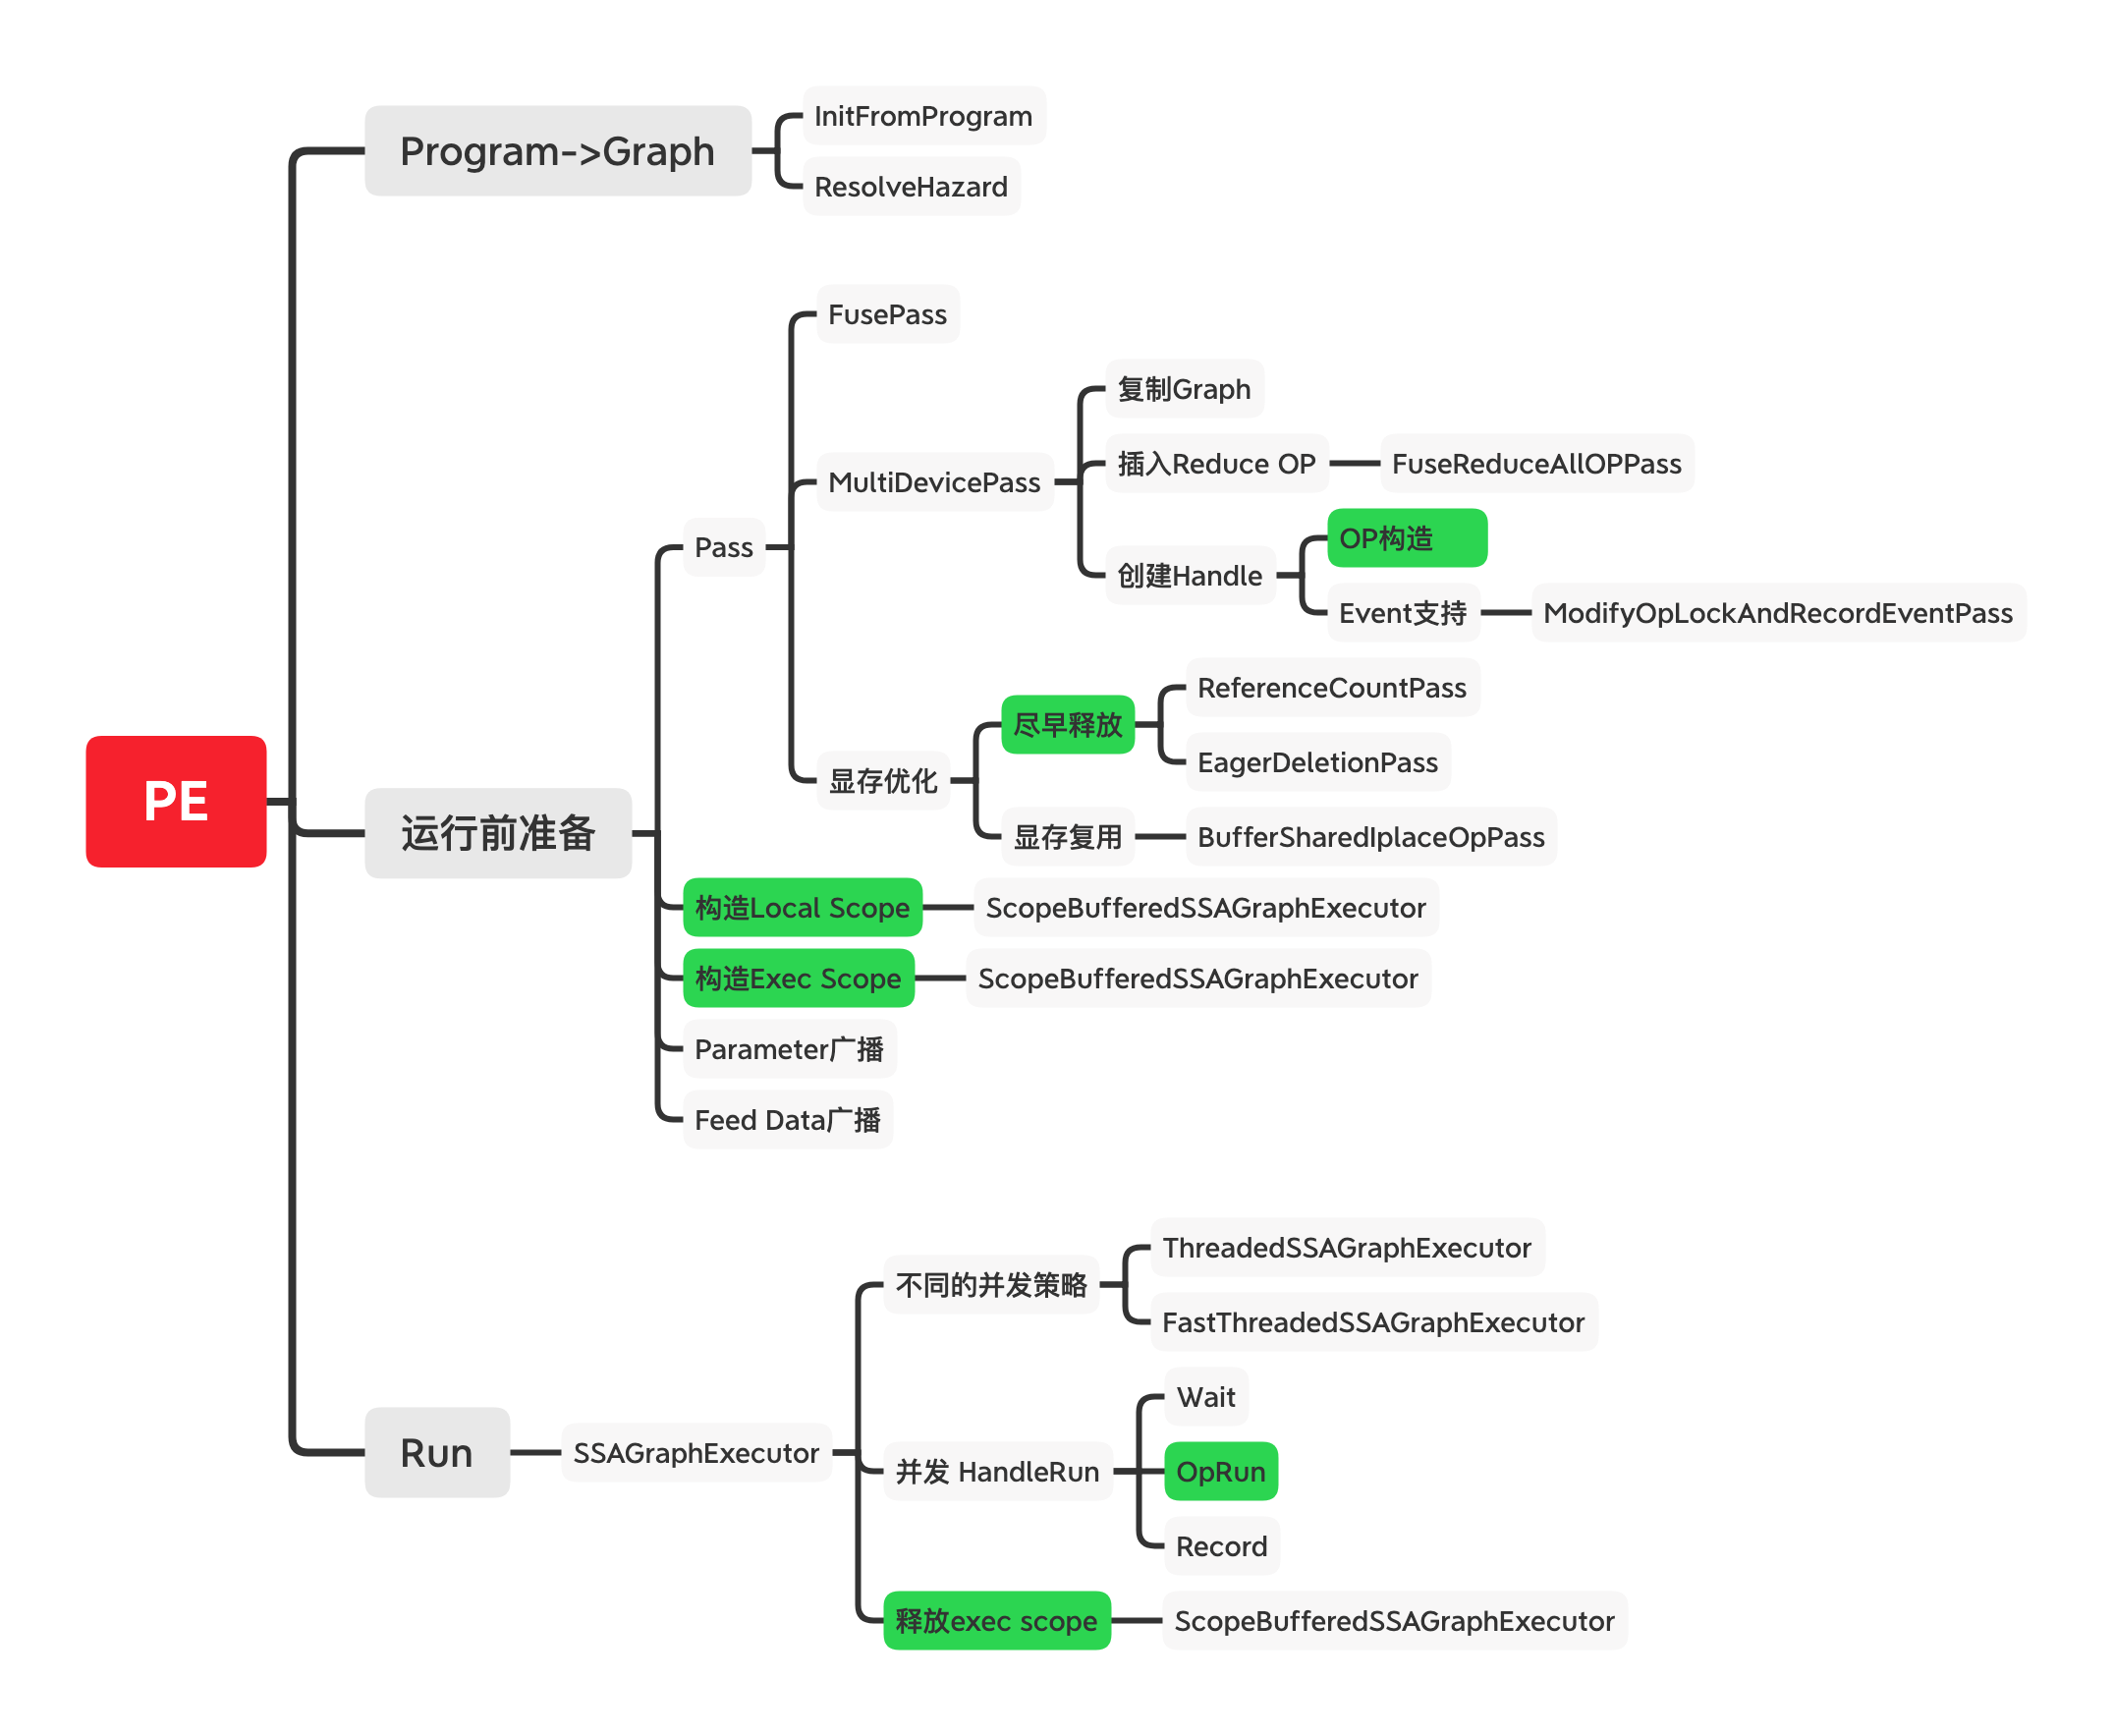 PE
Program->Graph
InitFromProgram
ResolveHazard
运行前准备
Pass
FusePass
MultiDevicePass
复制Graph
插入Reduce OP
FuseReduceAllOPPass
创建Handle
OP构造
Event支持
ModifyOpLockAndRecordEventPass
显存优化
尽早释放
ReferenceCountPass
EagerDeletionPass
显存复用
BufferSharedIplaceOpPass
构造Local Scope
ScopeBufferedSSAGraphExecutor
构造Exec Scope
ScopeBufferedSSAGraphExecutor
Parameter广播
Feed Data广播
Run
SSAGraphExecutor
不同的并发策略
ThreadedSSAGraphExecutor
FastThreadedSSAGraphExecutor
并发 HandleRun
Wait
OpRun
Record
释放exec scope
ScopeBufferedSSAGraphExecutor